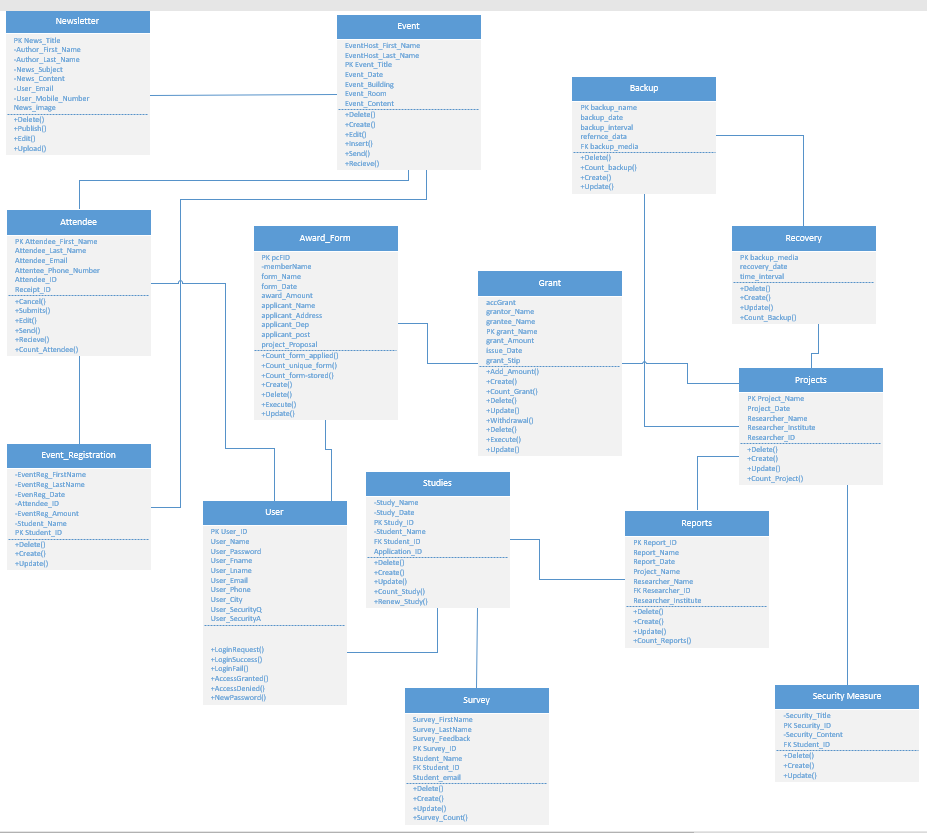 Newsletter
PK News_Title
-Author_First_Name
-Author_Last_Name
-News_Subject
-News_Content
-User_Email
-User_Mobile_Number
News_image
+Delete()
+Publish()
+Edit()
+Upload()
Event
EventHost_First_Name
EventHost_Last_Name
PK Event_Title
Event_Date
Event_Building
Event_Room
Event_Content
+Delete()
+Create()
+Edit()
+Insert()
+Send()
+Recieve()
Backup
PK backup_name
backup_date
backup_interval
refernce_data
FK backup_media
+Delete()
+Count_backup()
+Create()
+Update()
Attendee
PK Attendee_First_Name
Attendee_Last_Name
Attendee_Email
Attentee_Phone_Number
Attendee_ID
Receipt_ID
+Cancel()
+Submits()
+Edit()
+Send()
+Recieve()
+Count_Attendee()
Award_Form
PK pcFID
-memberName
form_Name
form_Date
award_Amount
applicant_Name
applicant_Address
applicant_Dep
applicant_post
project_Proposal
+Count_form_applied()
+Count_unique_form()
+Count_form-stored()
+Create()
+Delete()
+Execute()
+Update()
Grant
accGrant
grantor_Name
grantee_Name
PK grant_Name
grant_Amount
Issue_Date
grant_Stip
+Add_Amount()
+Create()
+Count_Grant()
+Delete()
+Update()
+Withdrawal()
+Delete()
+Execute()
+Update()
Recovery
PK backup_media
recovery_date
time_interval
+Delete()
+Create()
+Update()
+Count_Backup()
Projects
PK Project_Name
Project_Date
Researcher_Name
Researcher_Institute
Researcher_ID
+Delete()
+Create()
+Update()
+Count_Project()
Event_Registration
-EventReg_FirstName
-EventReg_LastName
-EvenReg_Date
-Attendee_ID
-EventReg_Amount
-Student_Name
PK Student_ID
+Delete()
+Create()
+Update()
User
PK User_ID
User_Name
User_Password
User_Fname
User_Lname
User_Email
User_Phone
User_City
User_SecurityQ
User_SecurityA
+LoginRequest()
+LoginSuccess()
+LoginFail()
+AccessGranted()
+AccessDenied()
+NewPassword()
Studies
-Study_Name
-Study_Date
PK Study_ID
-Student_Name
FK Student_ID
Application_ID
+Delete()
+Create()
+Update()
+Count_Study()
+Renew_Study()
Reports
PK Report_ID
Report_Name
Report_Date
Project_Name
Researcher_Name
FK Researcher_ID
Researcher_Institute
+Delete()
+Create()
+Update()
+Count_Reports()
Survey
Survey_FirstName
Survey_LastName
Survey_Feedback
PK Survey_ID
Student_Name
FK Student_ID
Student_email
+Delete()
+Create()
+Update()
+Survey_Count()
Security Measure
-Security_Title
PK Security_ID
-Security_Content
FK Student_ID
+Delete()
+Create()
+Update()